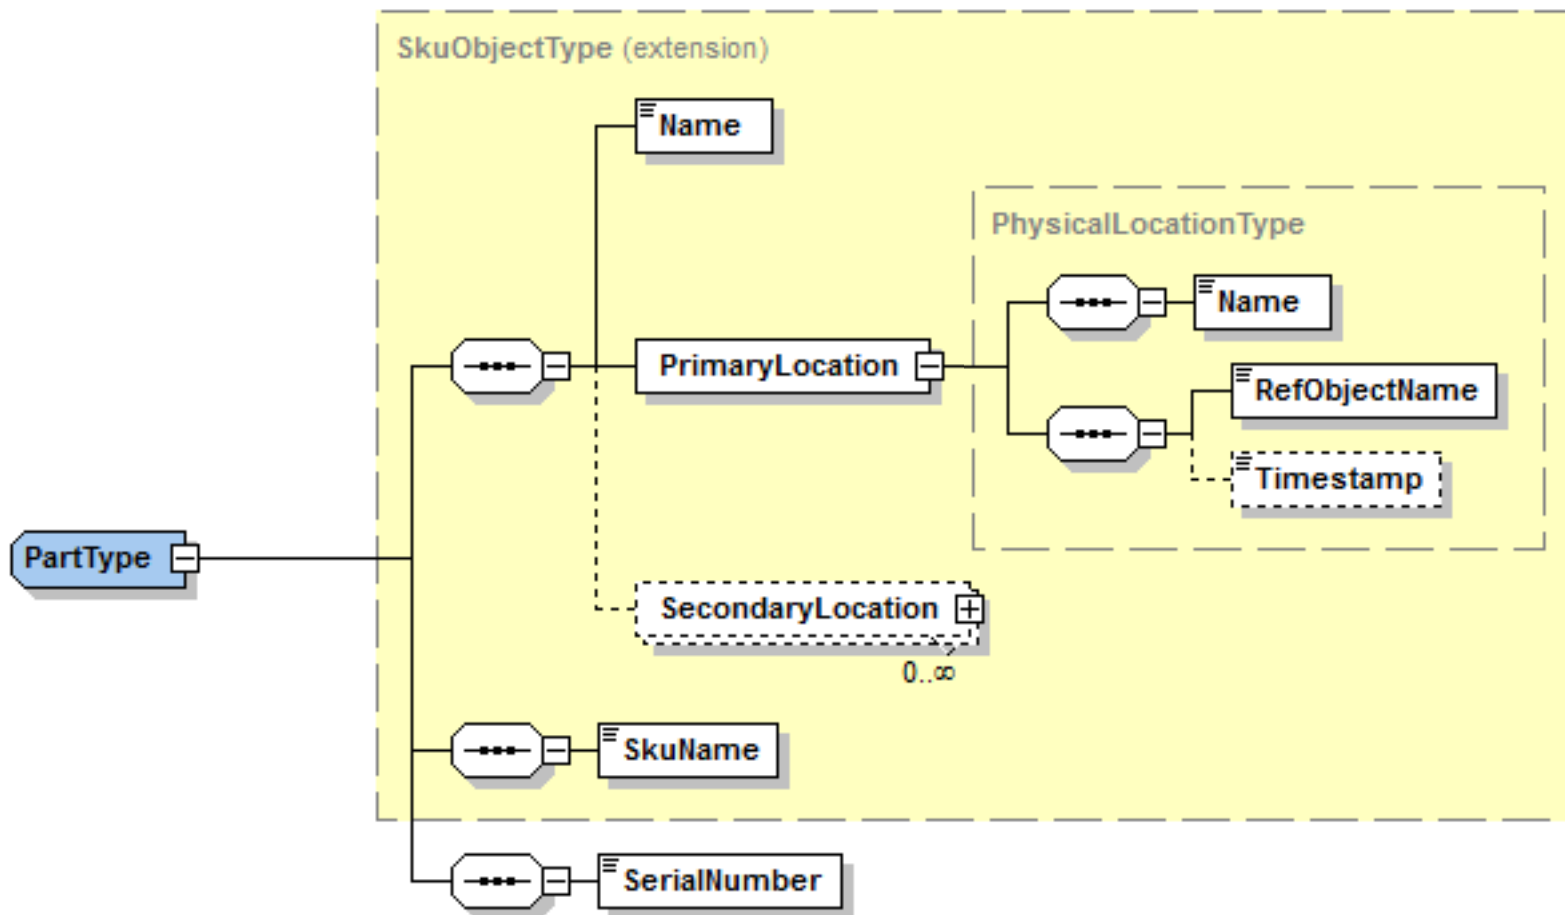 SkuObjectType (extension)
Name
PhysicalLocationType
Name
PrimaryLocation
RefObjectName
Timestamp
PartType
SecondaryLocation
0..∞
SkuName
SerialNumber